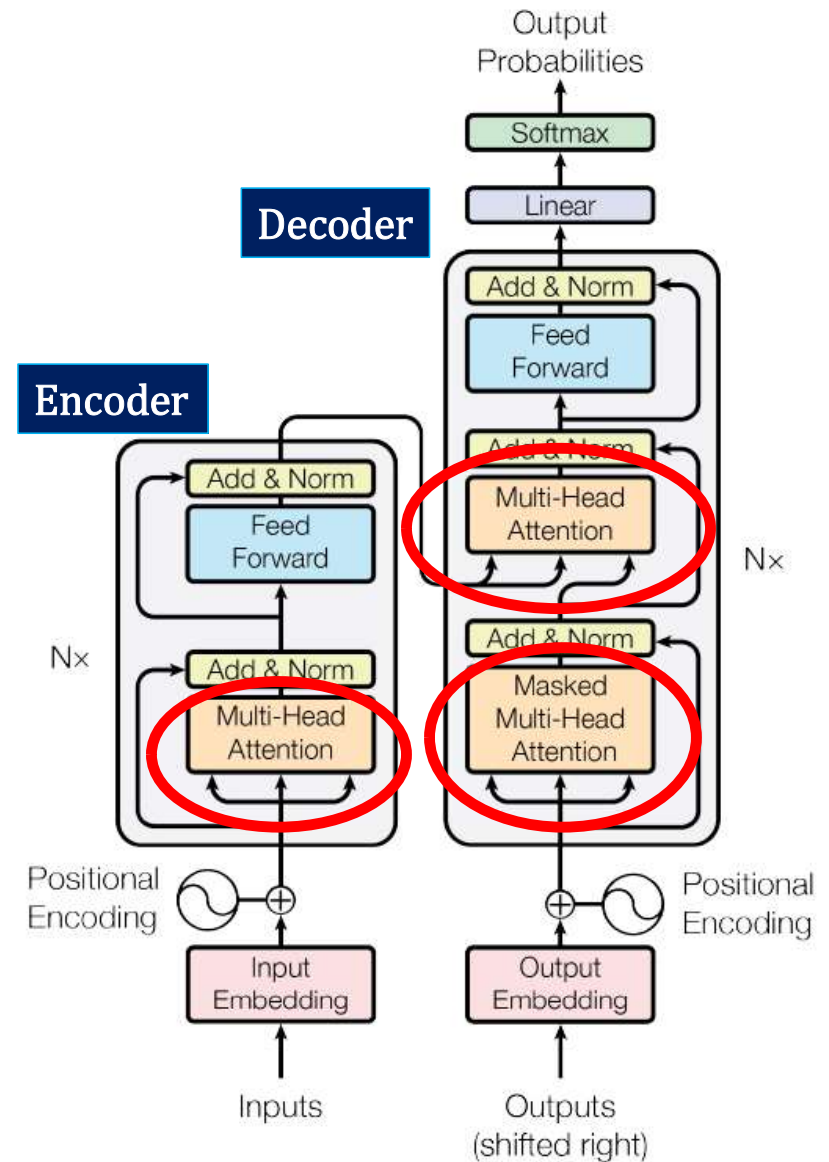 Output
Probabilities
Softmax
Linear
Decoder
Add & Norm
Feed
Forward
Add & Norm
Multi-Head
Attention
Nx
Add & Norm
Masked
Multi-Head
Attention
Positional
Encoding
Output
Embedding
Outputs
(shifted right)
Encoder
Add & Norm
Feed
Forward
Nx
Add & Norm
Multi-Head
Attention
Positional
Encoding
Input
Embedding
Inputs